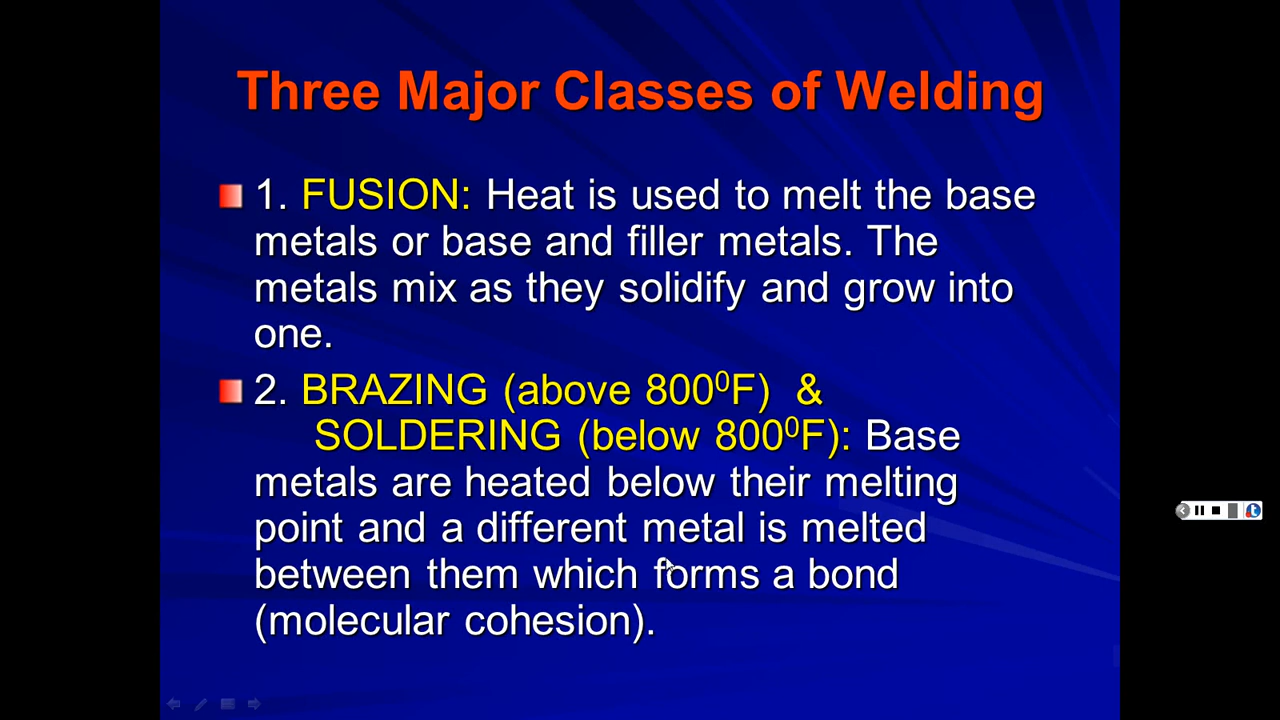 Three Major Classes of Welding
1. FUSION: Heat is used to melt the base
metals or base and filler metals. The
metals mix as they solidify and grow into
one.
2. BRAZING (above 800⁰F) &
SOLDERING (below 800⁰F): Base
metals are heated below their melting
point and a different metal is melted
between them which forms a bond
(molecular cohesion).